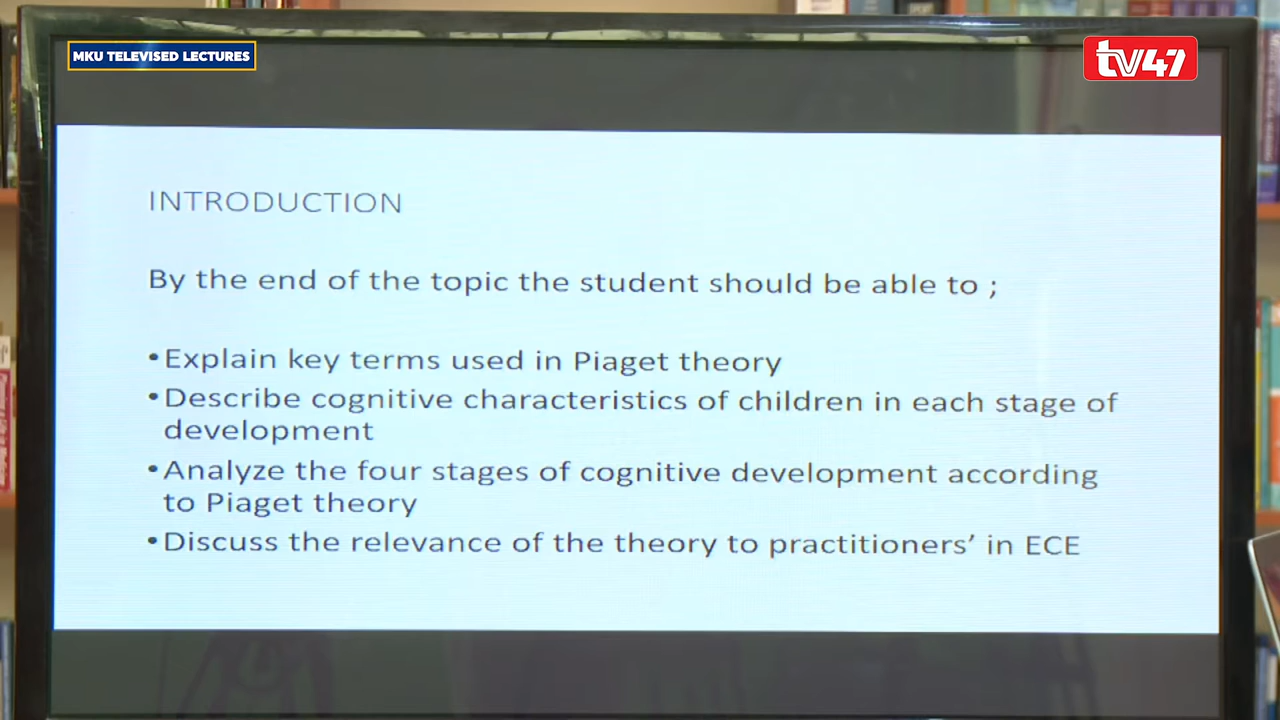 MKU TELEVISED LECTURES
tv47
INTRODUCTION
By the end of the topic the student should be able to ;
•Explain key terms used in Piaget theory
•Describe cognitive characteristics of children in each stage of
development
•Analyze the four stages of cognitive development according
to Piaget theory
•Discuss the relevance of the theory to practitioners’ in ECE